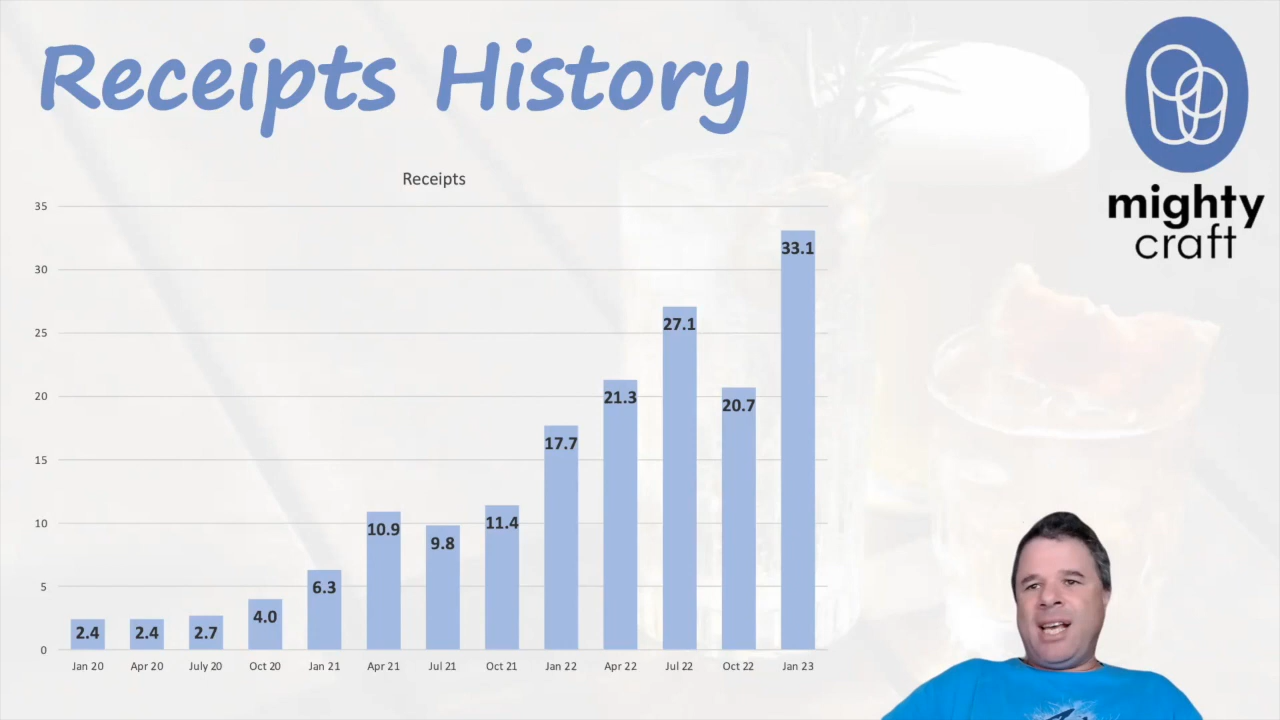 Receipts History
mighty
craft
Receipts
35
30
25
20
15
10
5
0
2.4
2.4
2.7
4.0
6.3
10.9
9.8
11.4
17.7
21.3
27.1
20.7
33.1
Jan 20
Apr 20
July 20
Oct 20
Jan 21
Apr 21
Jul 21
Oct 21
Jan 22
Apr 22
Jul 22
Oct 22
Jan 23